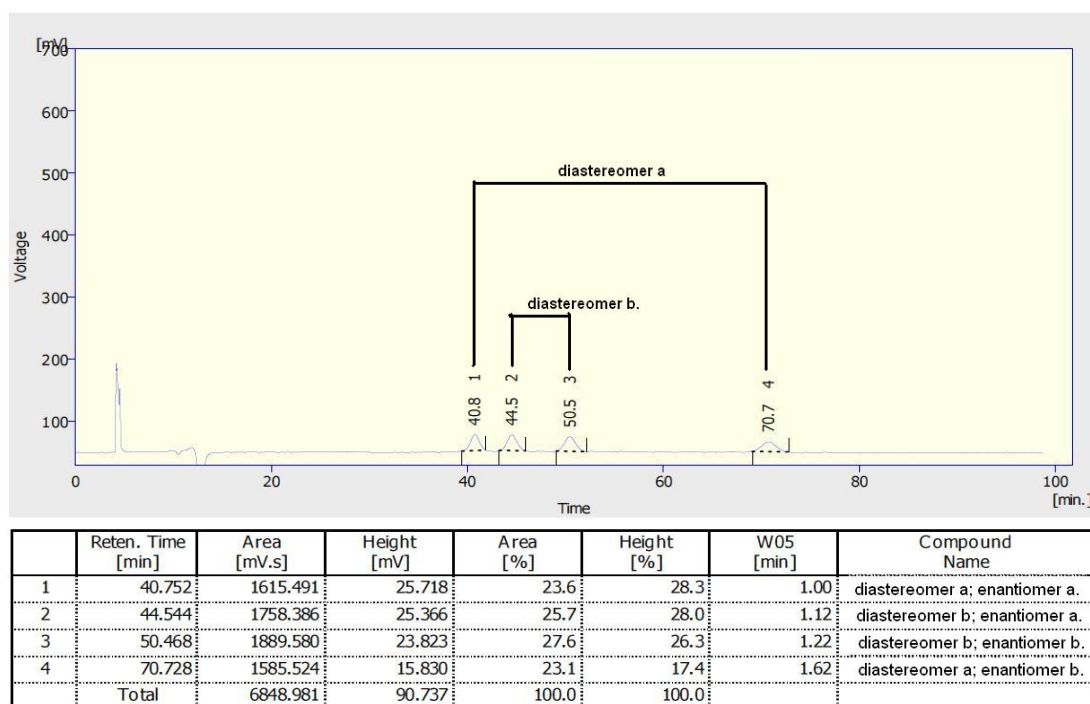 [mV]
700
600
500
400
300
200
100
Voltage
diastereomer a
diastereomer b.
40.8 1
44.5 2
50.5 3
70.7 4
0 20 40 60 80 100
Time
[min.]
Reten. Time [min] Area [mV.s] Height [mV] Area [%] Height [%] W05 [min] Compound Name
1 40.752 1615.491 25.718 23.6 28.3 1.00 diastereomer a; enantiomer a.
2 44.544 1758.386 25.366 25.7 28.0 1.12 diastereomer b; enantiomer a.
3 50.468 1889.580 23.823 27.6 26.3 1.22 diastereomer b; enantiomer b.
4 70.728 1585.524 15.830 23.1 17.4 1.62 diastereomer a; enantiomer b.
Total 6848.981 90.737 100.0 100.0